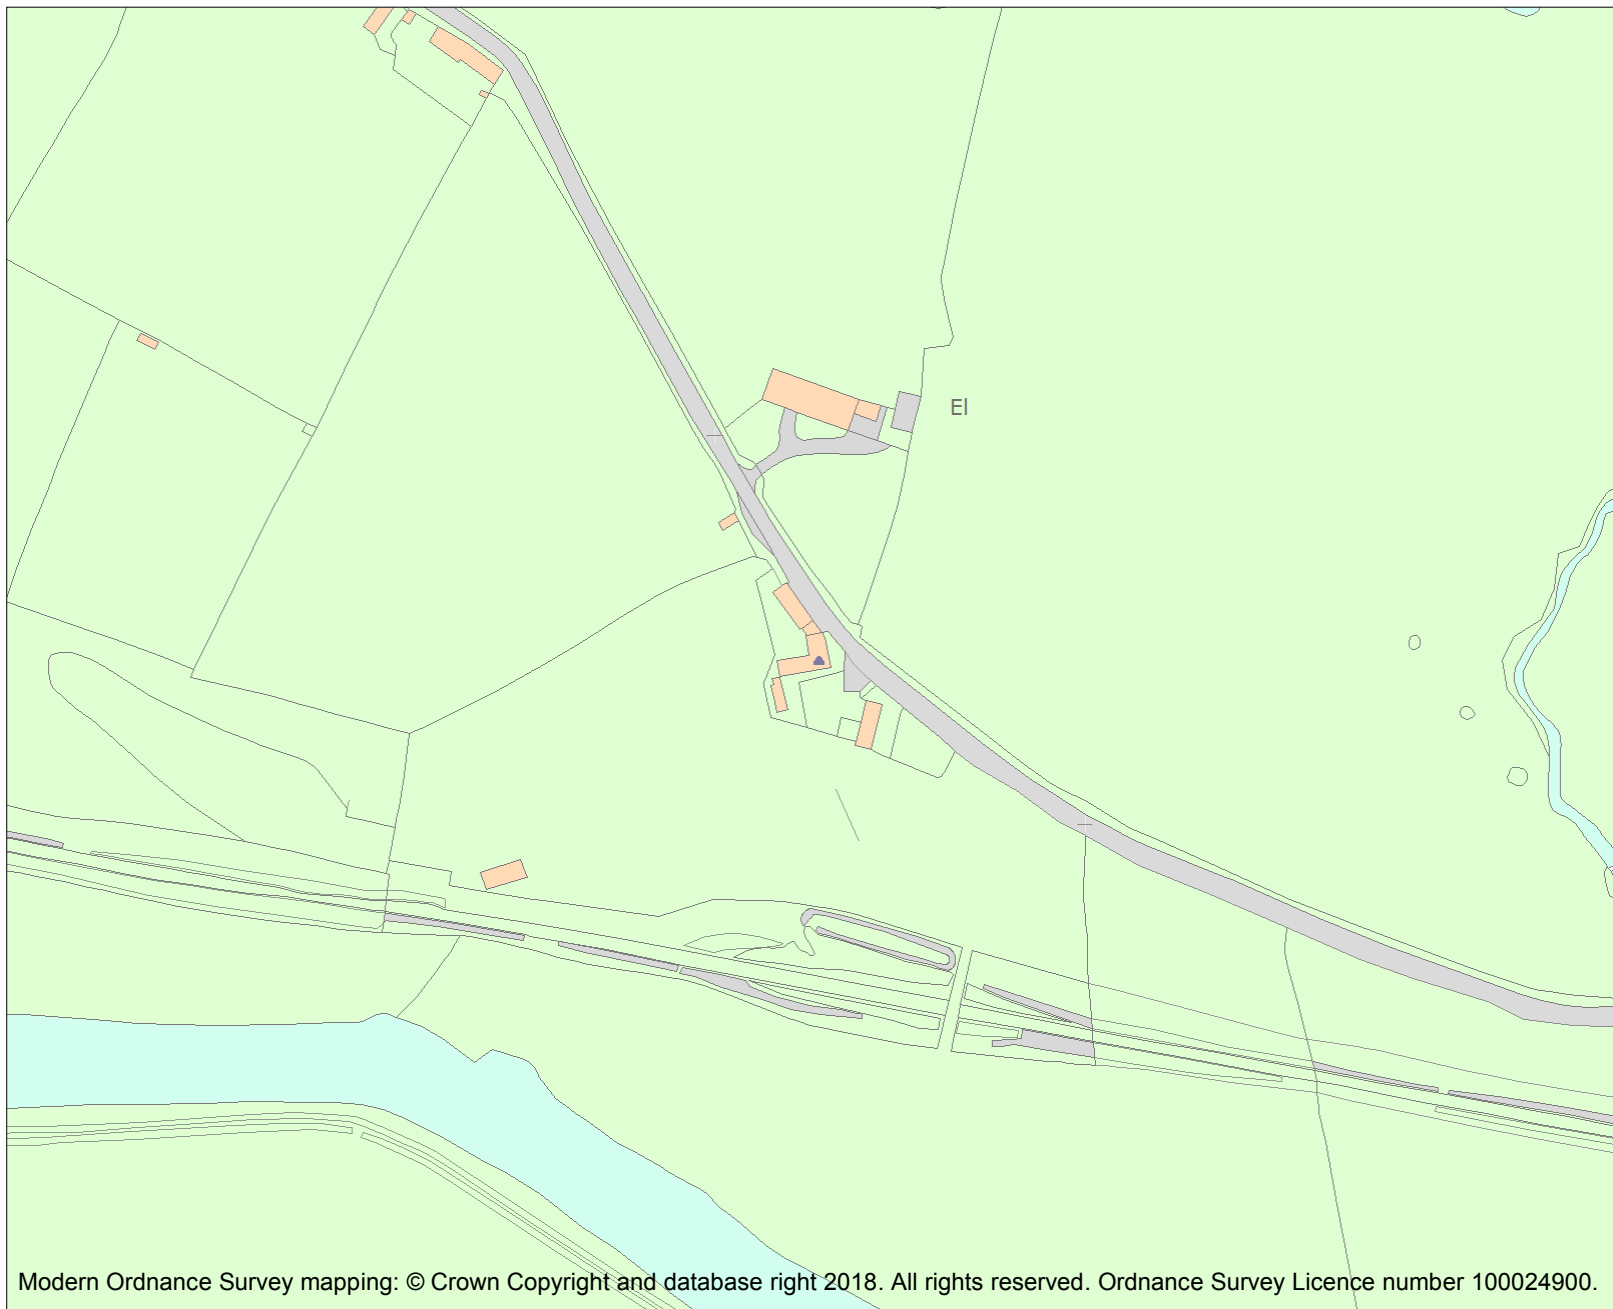 El
Modern Ordnance Survey mapping: © Crown Copyright and database right 2018. All rights reserved. Ordnance Survey Licence number 100024900.